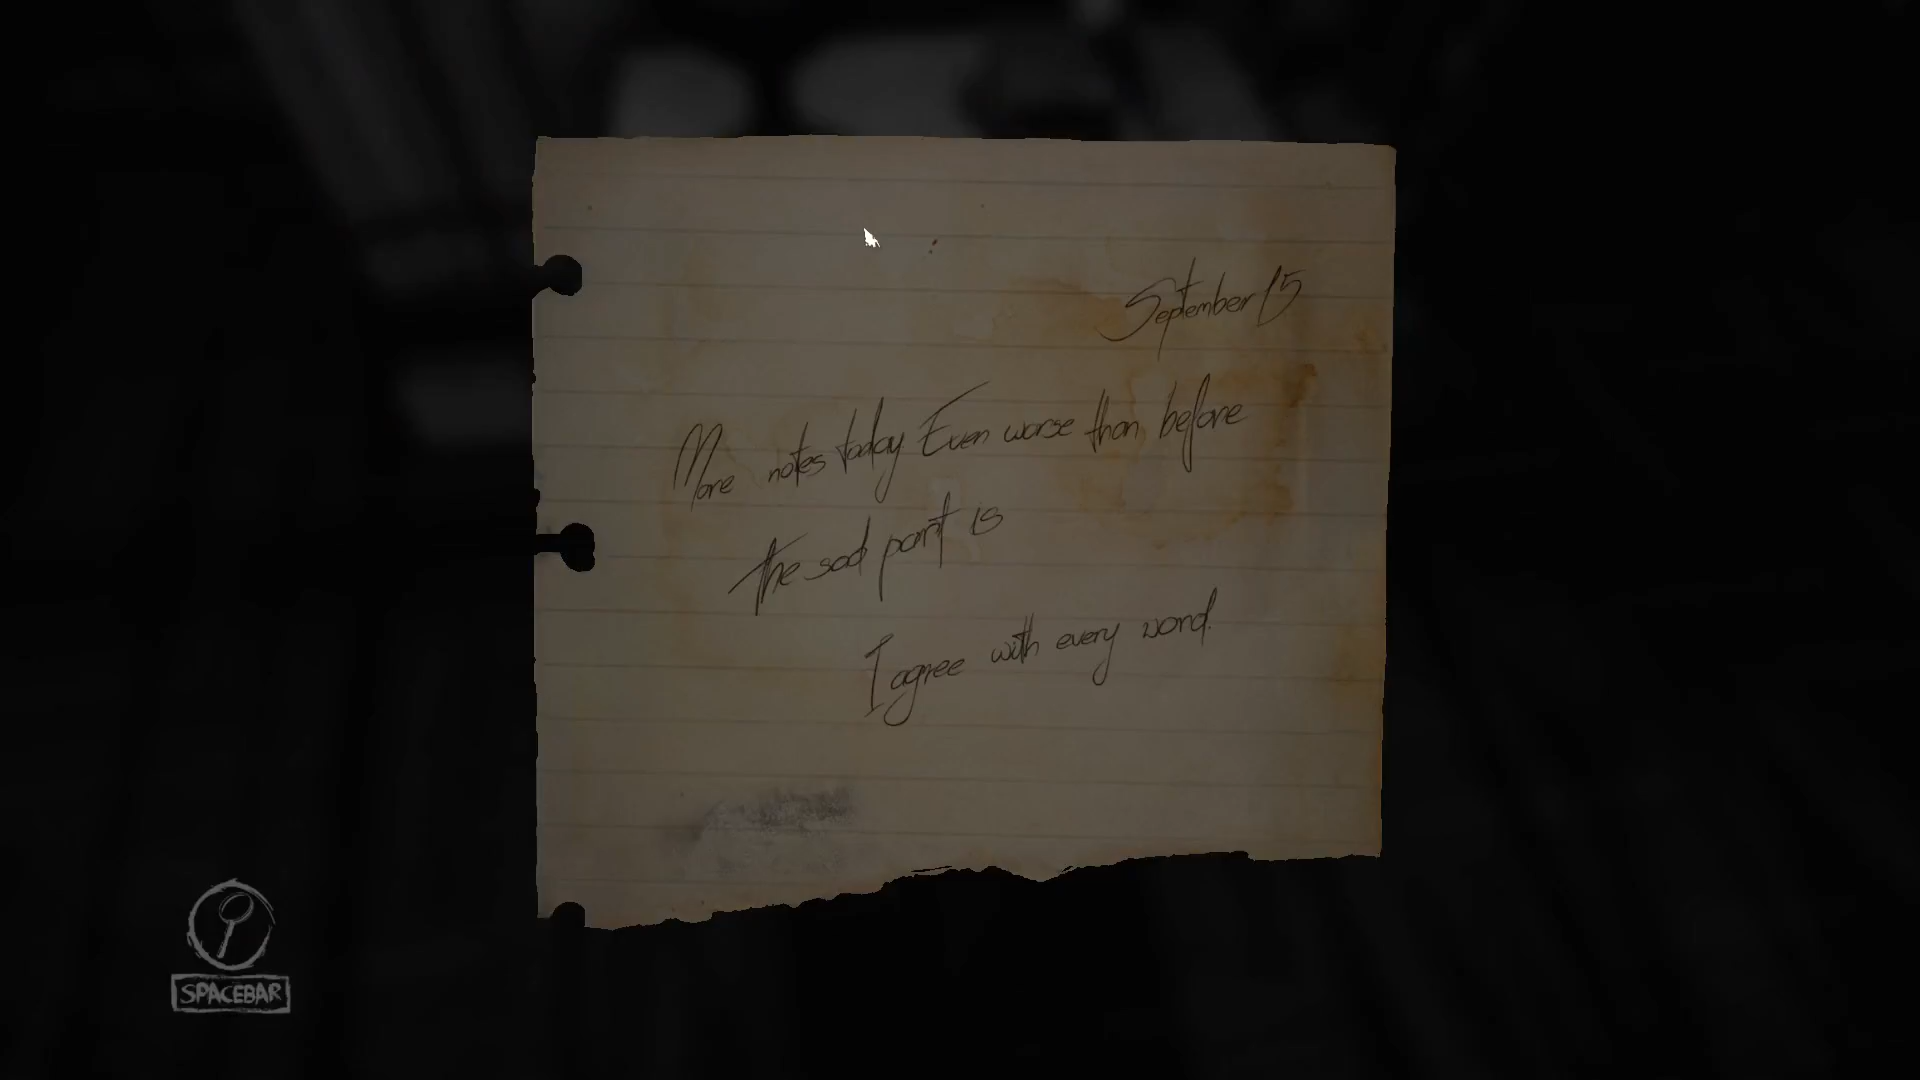 September 15
More notes today Even worse than before
the sad part is
I agree with every word.
SPACEBAR